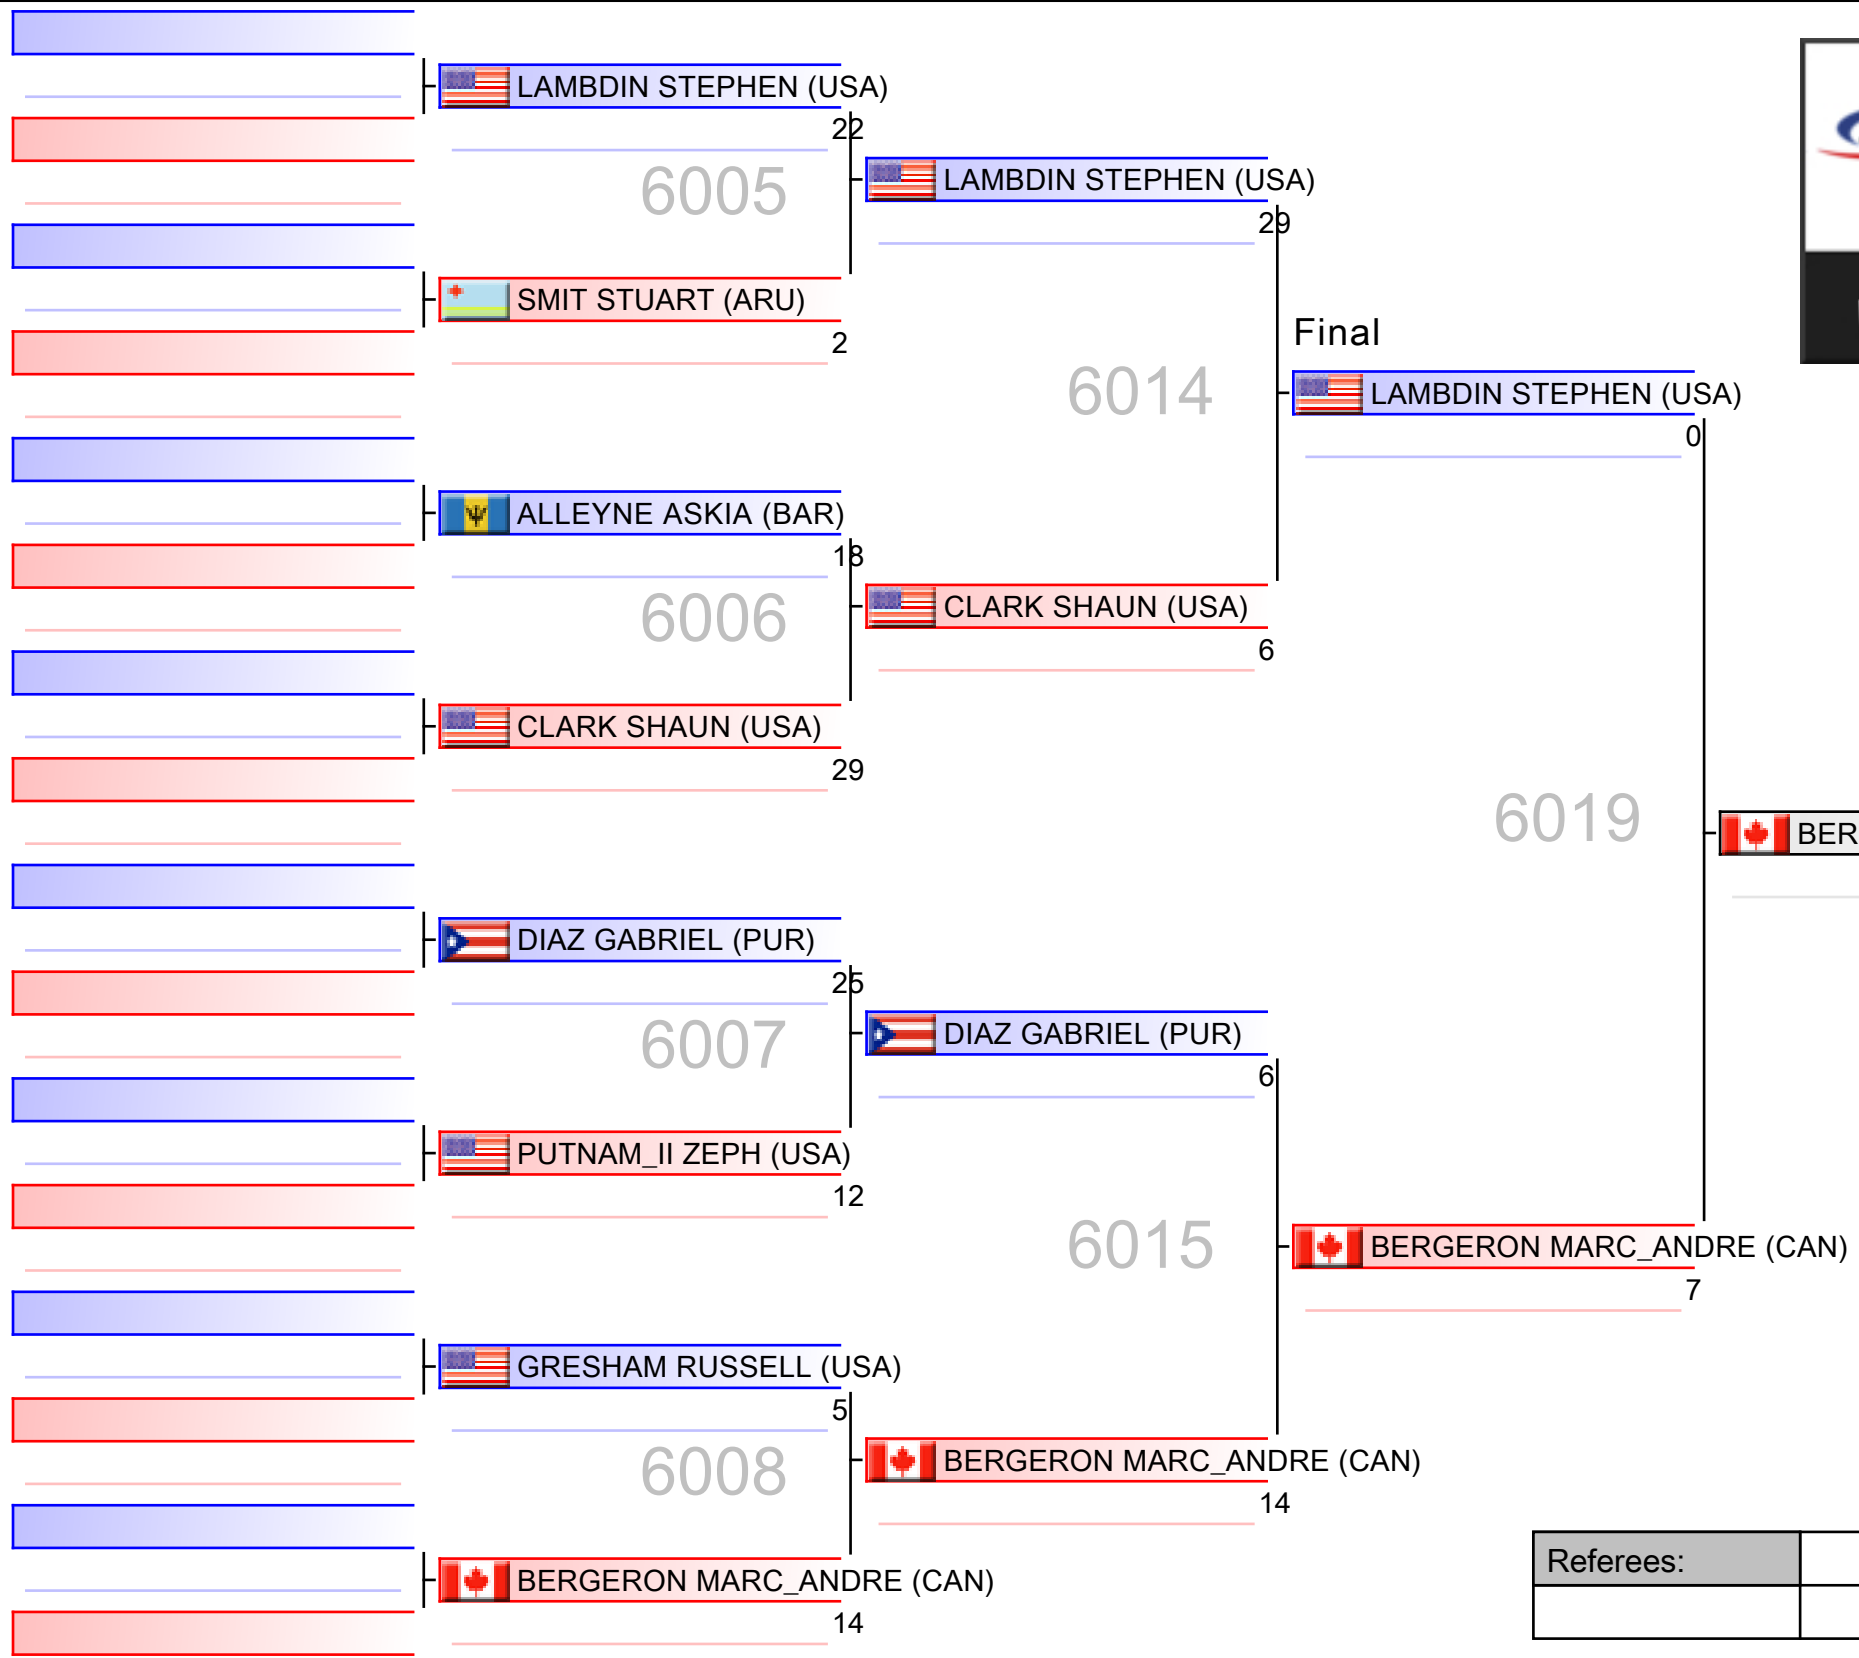 LAMBDIN STEPHEN (USA)
22
6005
SMIT STUART (ARU)
2
ALLEYNE ASKIA (BAR)
18
6006
CLARK SHAUN (USA)
29
DIAZ GABRIEL (PUR)
25
6007
PUTNAM_II ZEPH (USA)
12
GRESHAM RUSSELL (USA)
5
6008
BERGERON MARC_ANDRE (CAN)
14
LAMBDIN STEPHEN (USA)
29
6014
CLARK SHAUN (USA)
6
DIAZ GABRIEL (PUR)
6
6015
BERGERON MARC_ANDRE (CAN)
14
Final
LAMBDIN STEPHEN (USA)
0
6019
BERGERON MARC_ANDRE (CAN)
7
BER
Referees: